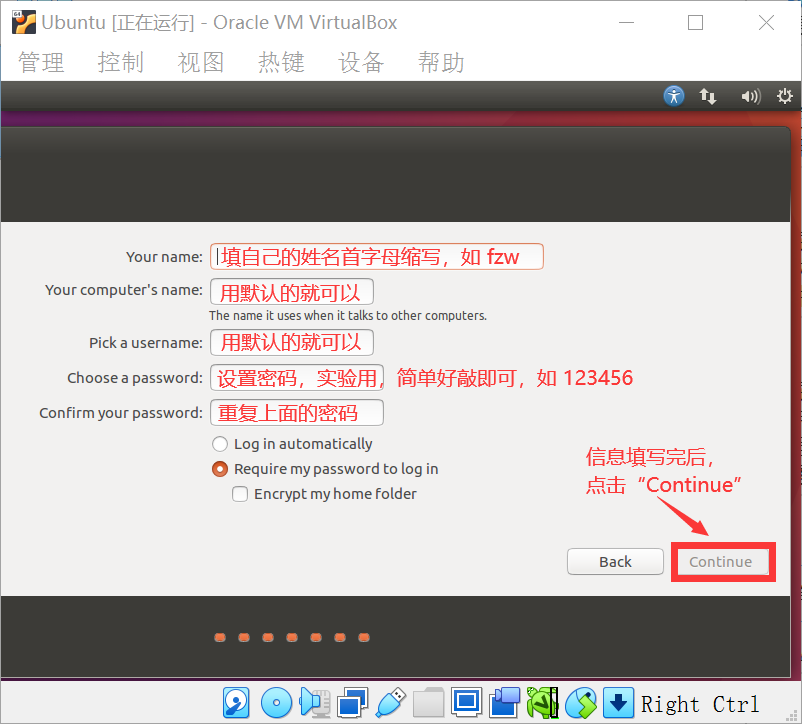 Ubuntu [正在运行] - Oracle VM VirtualBox
管理 控制 视图 热键 设备 帮助
Your name: 填自己的姓名首字母缩写，如 fzw
Your computer's name: 用默认的就可以
The name it uses when it talks to other computers.
Pick a username: 用默认的就可以
Choose a password: 设置密码，实验用，简单好敲即可，如 123456
Confirm your password: 重复上面的密码
Log in automatically
Require my password to log in
Encrypt my home folder
信息填写完后，
点击“Continue”
Back Continue
Right Ctrl